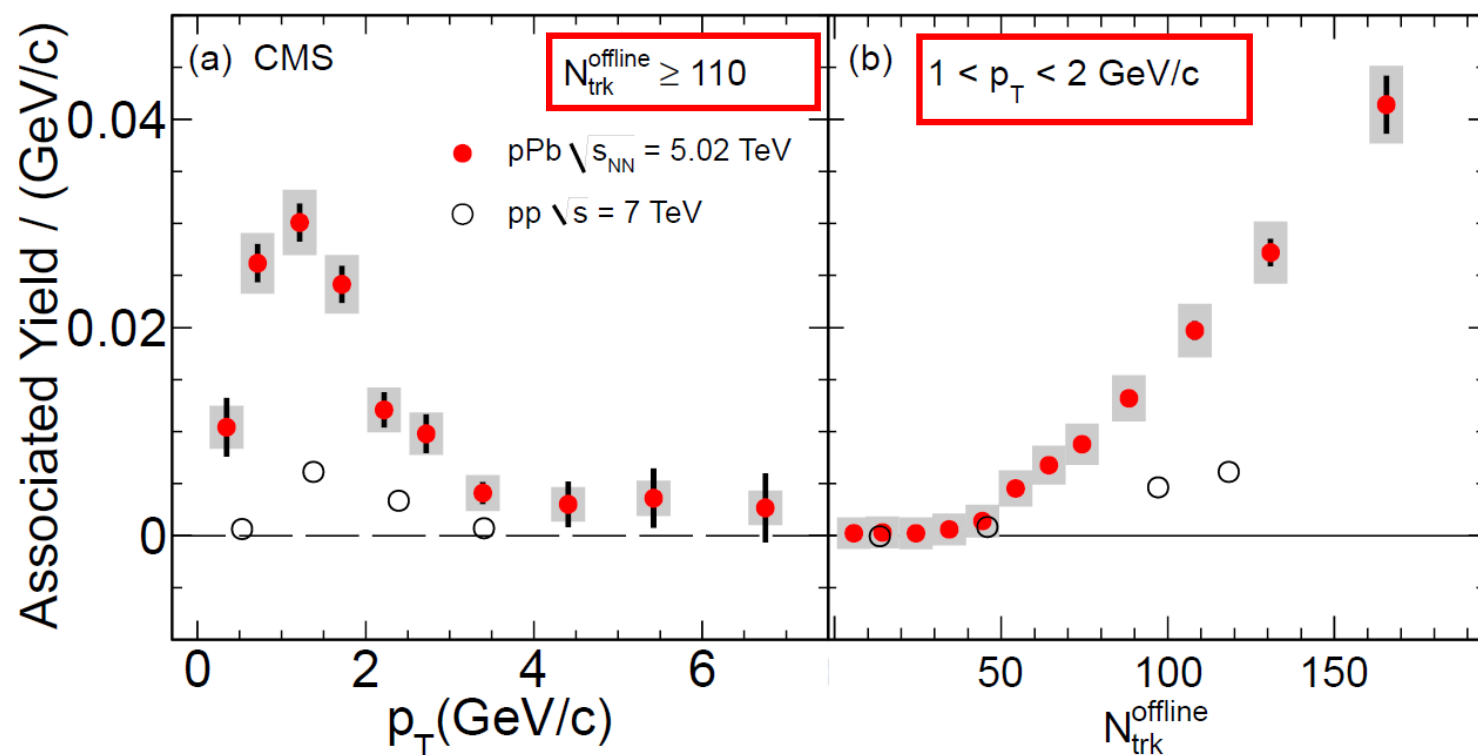 (a) CMS
N_trk^offline ≥ 110
pPb √s_NN = 5.02 TeV
pp √s = 7 TeV
(b)
1 < p_T < 2 GeV/c
Associated Yield / (GeV/c)
0.04
0.02
0
0 2 4 6
p_T(GeV/c)
50 100 150
N_trk^offline